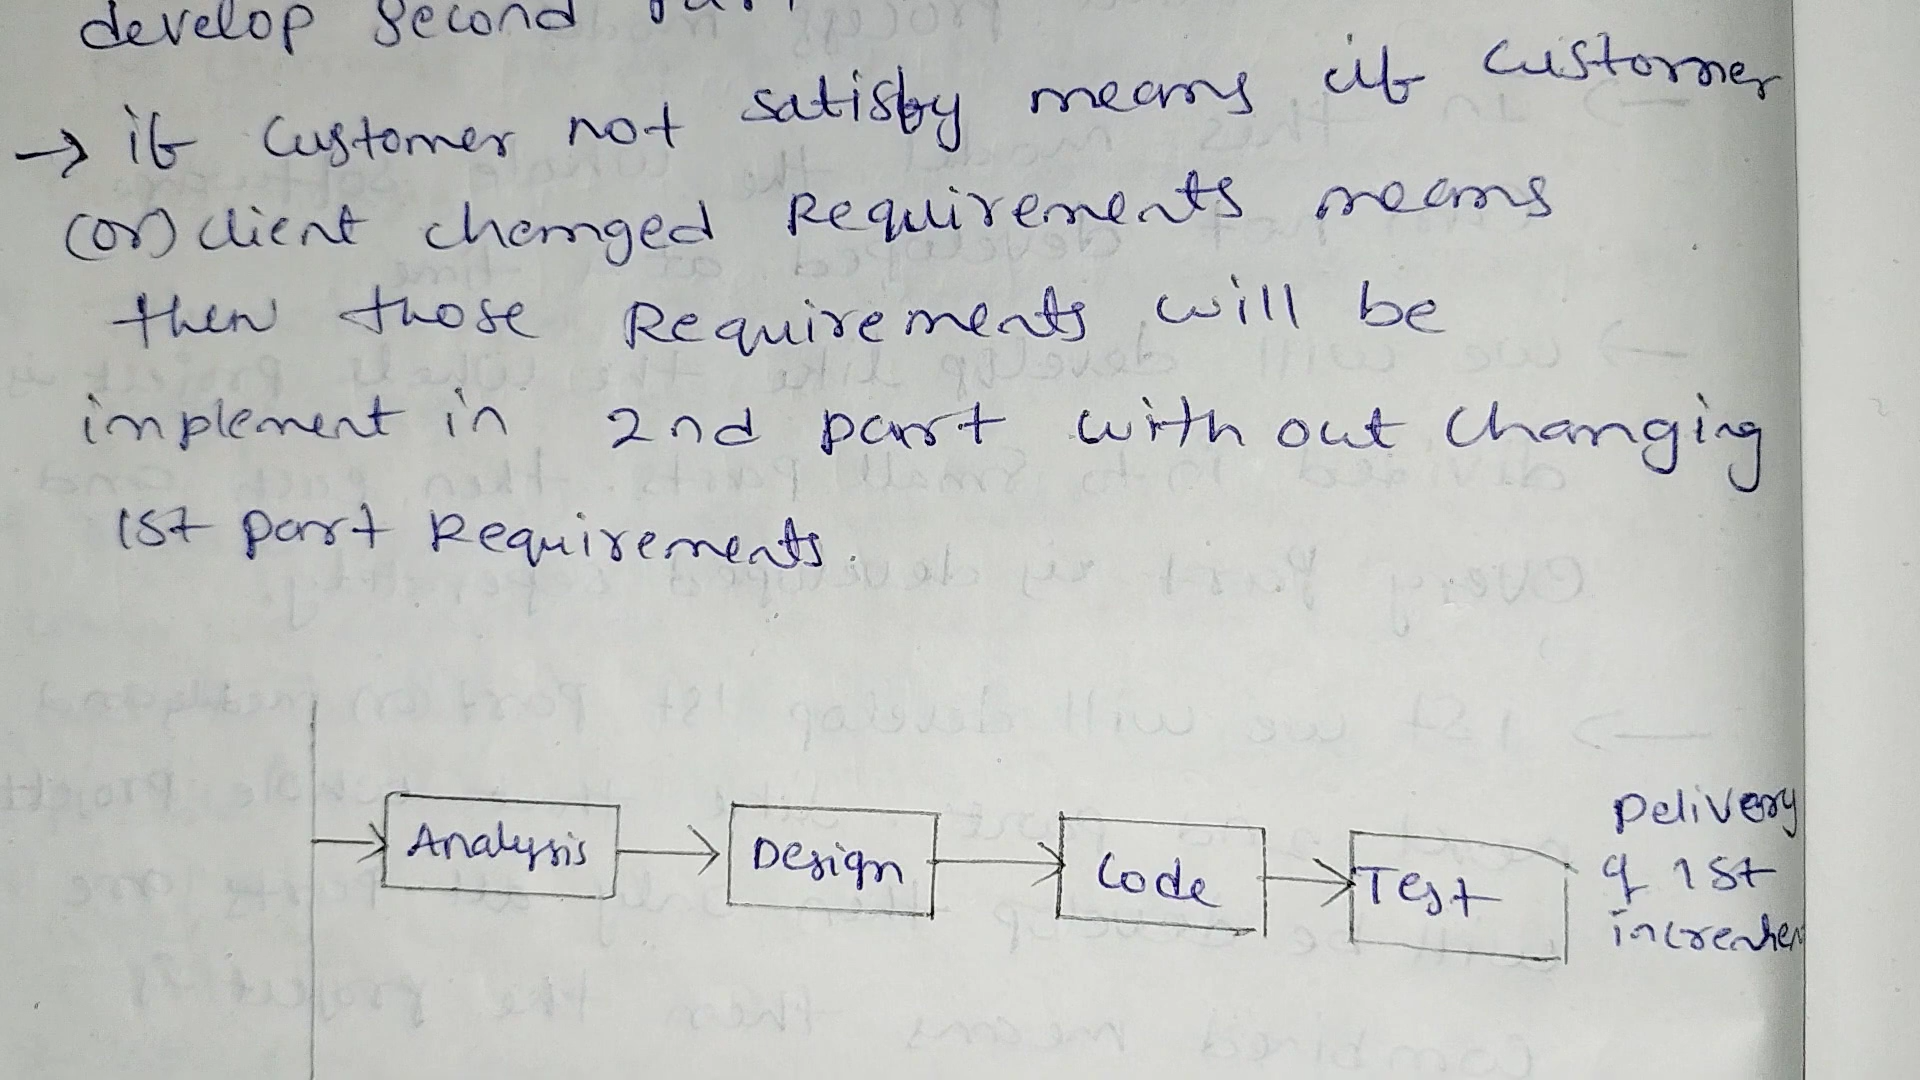 develop second
→ if customer not satisfy means if customer
(or) client changed Requirements means
then those Requirements will be
implement in 2nd part with out changing
1st part Requirements.
Analysis → Design → Code → Test
Delivery
of 1st
incremen